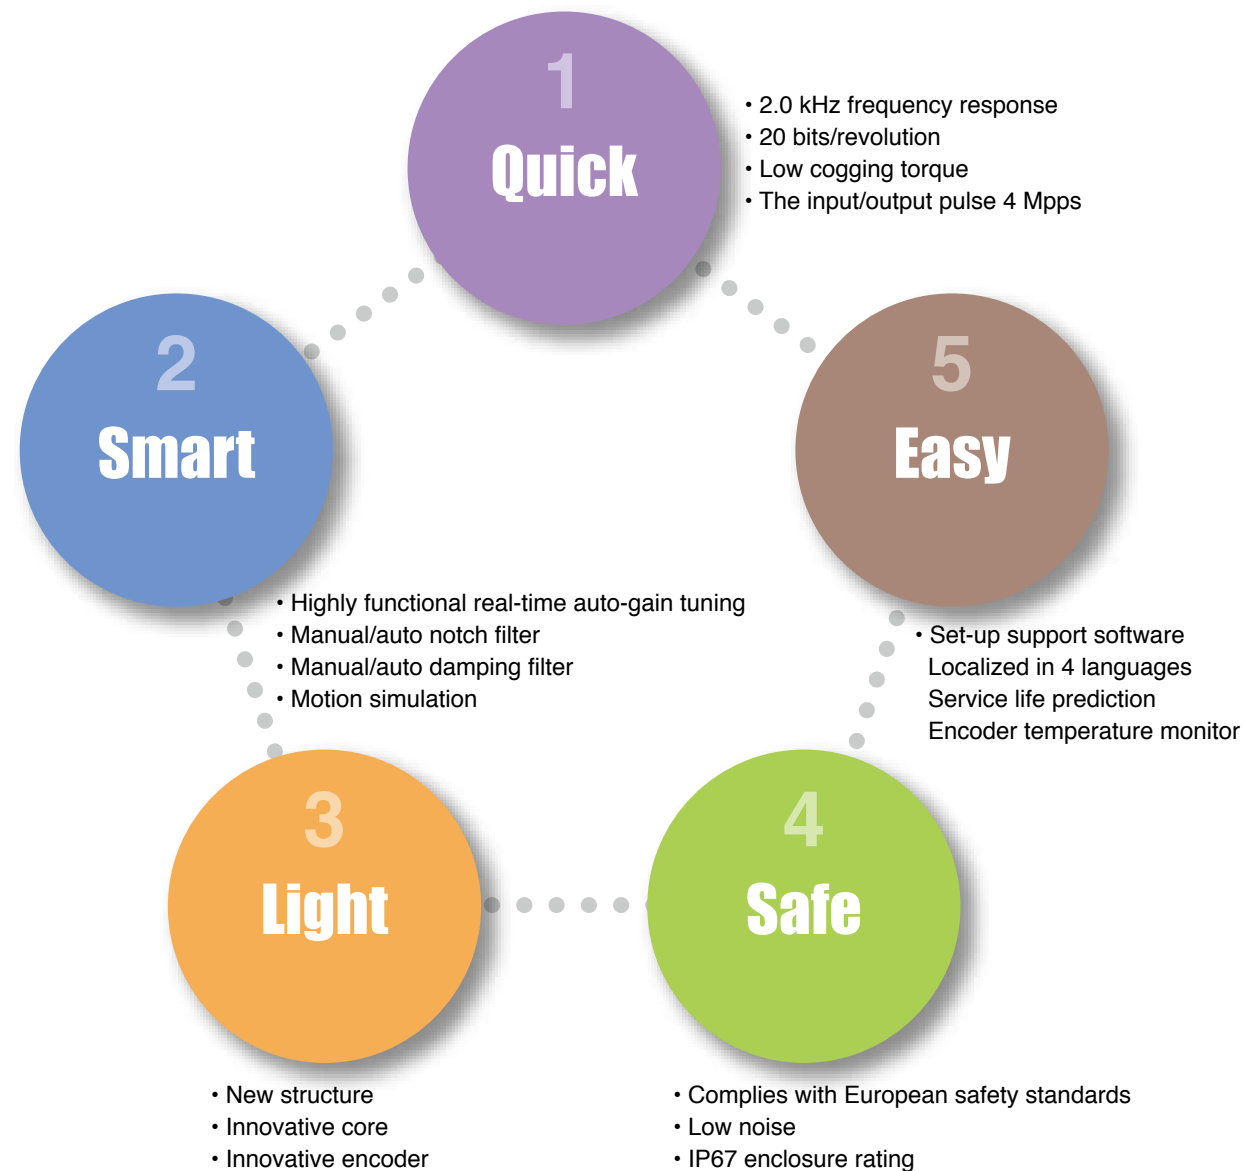 1
Quick
• 2.0 kHz frequency response
• 20 bits/revolution
• Low cogging torque
• The input/output pulse 4 Mpps
2
Smart
• Highly functional real-time auto-gain tuning
• Manual/auto notch filter
• Manual/auto damping filter
• Motion simulation
3
Light
• New structure
• Innovative core
• Innovative encoder
4
Safe
• Complies with European safety standards
• Low noise
• IP67 enclosure rating
5
Easy
• Set-up support software
Localized in 4 languages
Service life prediction
Encoder temperature monitor